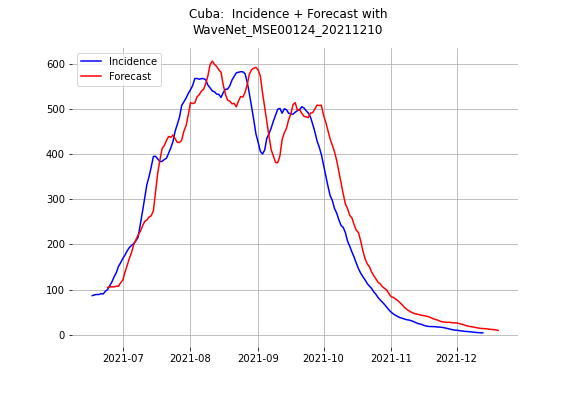 Cuba:  Incidence + Forecast with
WaveNet_MSE00124_20211210
Incidence
Forecast
600
500
400
300
200
100
0
2021-07 2021-08 2021-09 2021-10 2021-11 2021-12